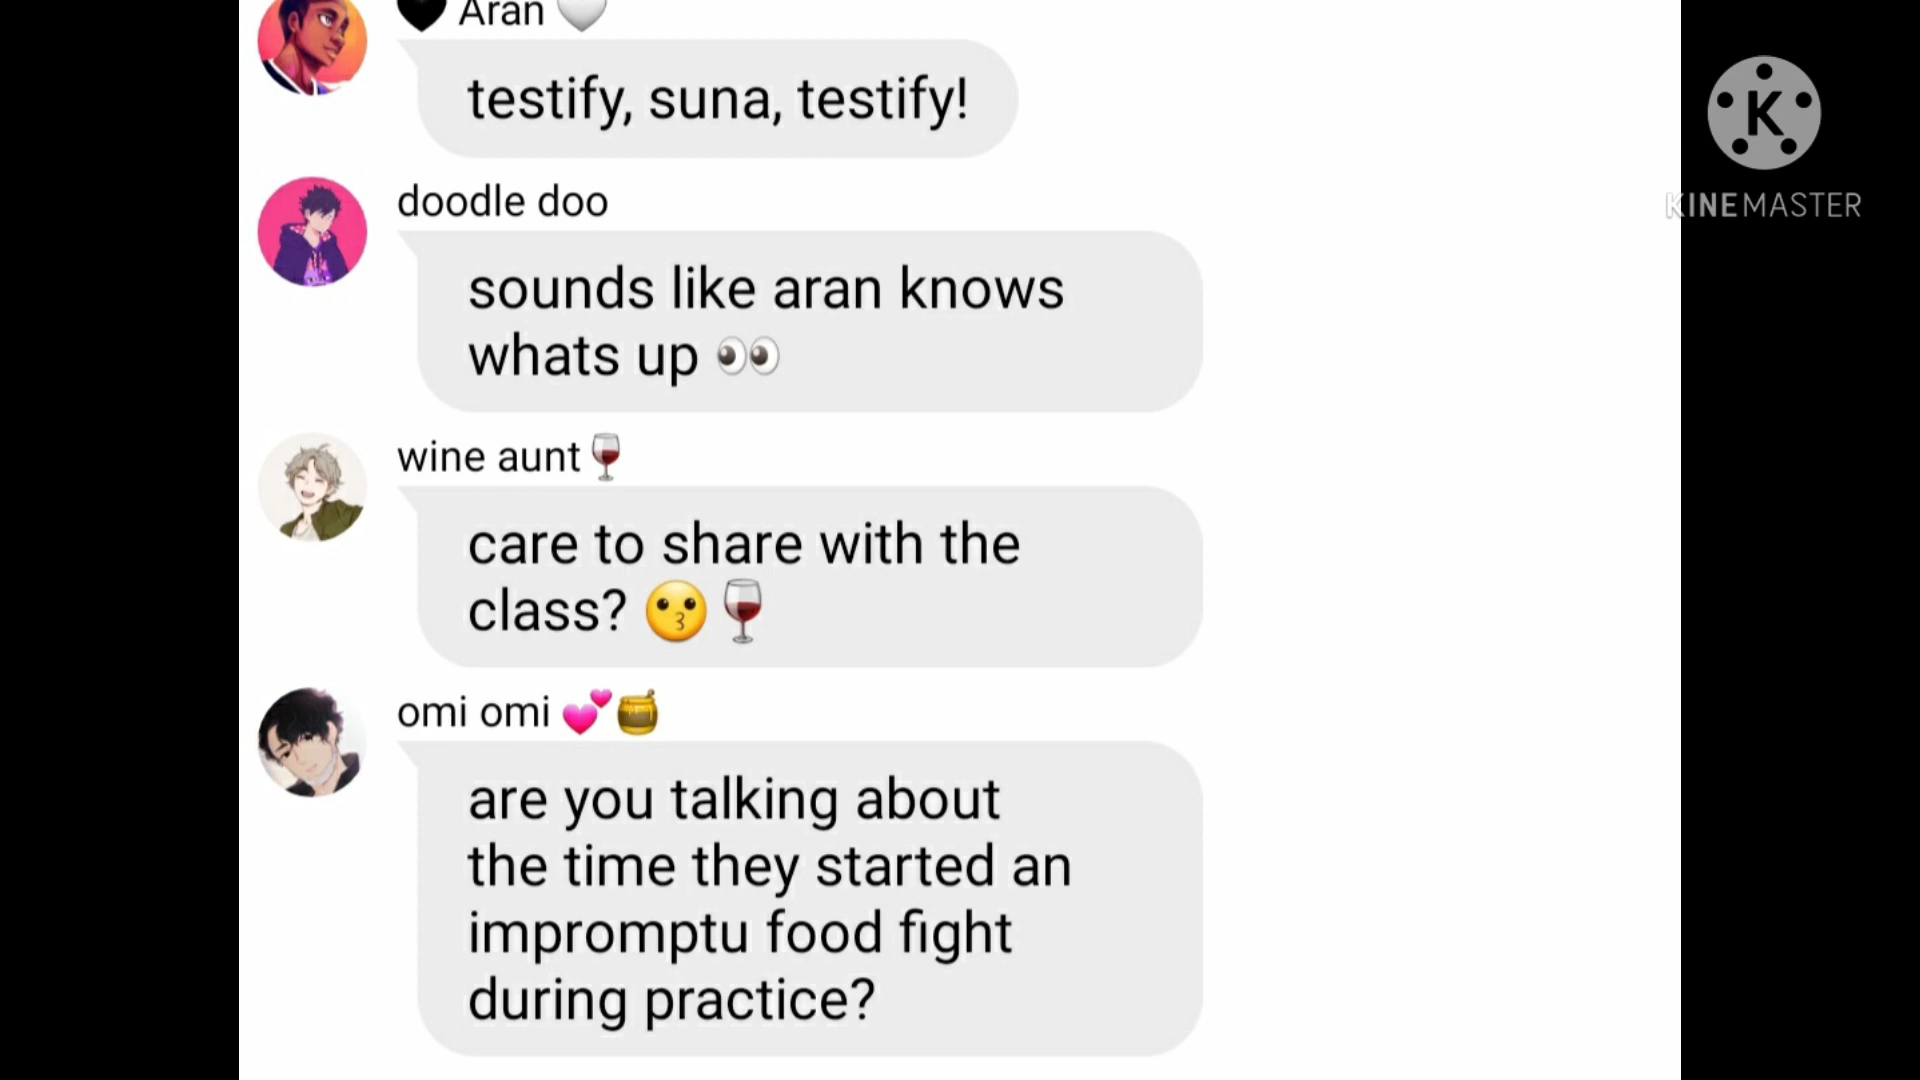 🖤 Aran 🤍
testify, suna, testify!
doodle doo
sounds like aran knows
whats up 👀
wine aunt🍷
care to share with the
class? 😗🍷
omi omi 💕🍯
are you talking about
the time they started an
impromptu food fight
during practice?
K
KINEMASTER